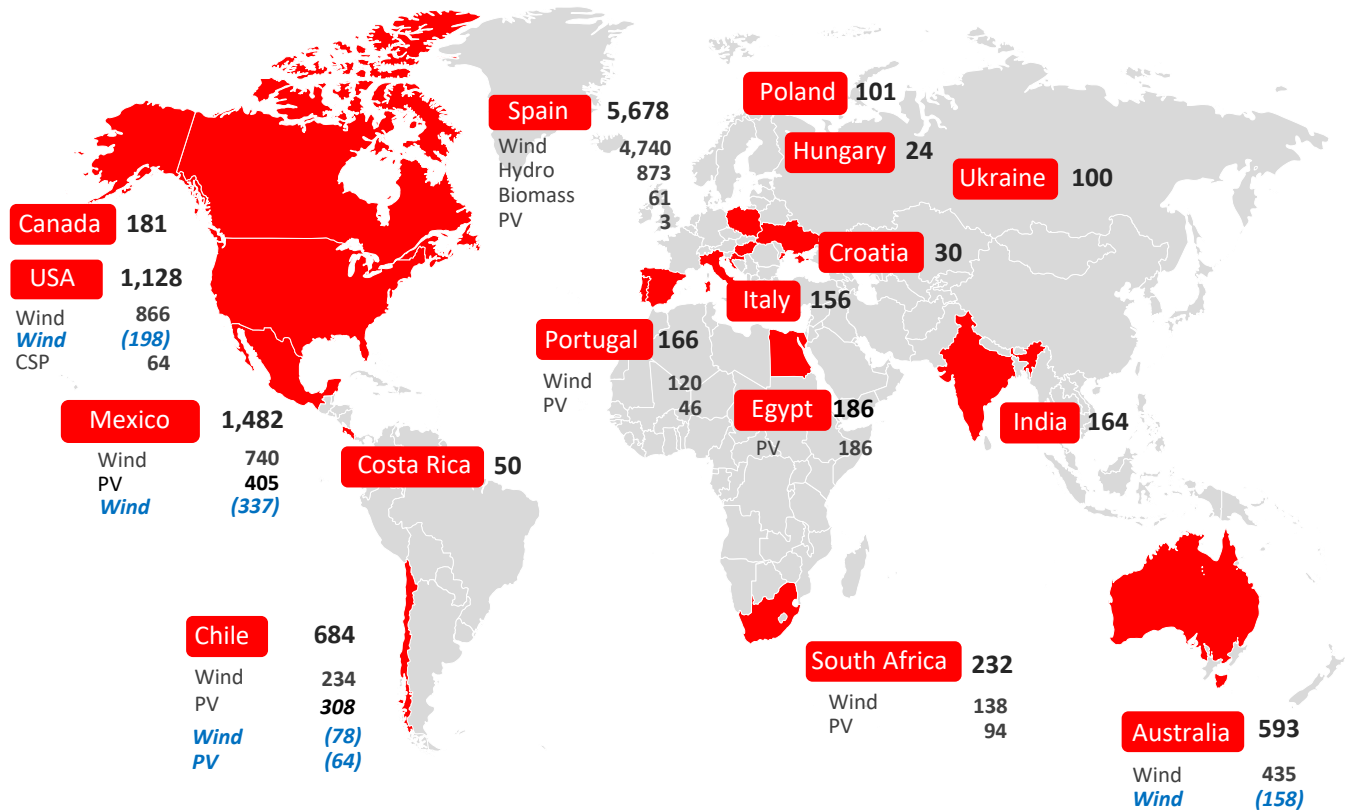 Spain 5,678
Wind 4,740
Hydro 873
Biomass 61
PV 3
Poland 101
Hungary 24
Ukraine 100
Canada 181
USA 1,128
Wind 866
Wind (198)
CSP 64
Croatia 30
Italy 156
Portugal 166
Wind 120
PV 46
Egypt 186
PV 186
India 164
Mexico 1,482
Wind 740
PV 405
Wind (337)
Costa Rica 50
Chile 684
Wind 234
PV 308
Wind (78)
PV (64)
South Africa 232
Wind 138
PV 94
Australia 593
Wind 435
Wind (158)